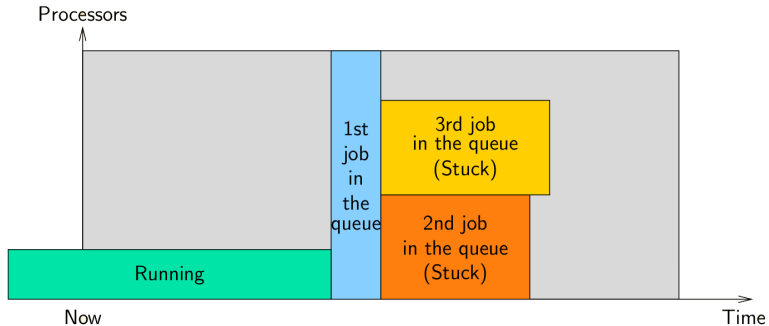 Processors
1st
job
in
the
queue
3rd job
in the queue
(Stuck)
2nd job
in the queue
(Stuck)
Running
Now
Time